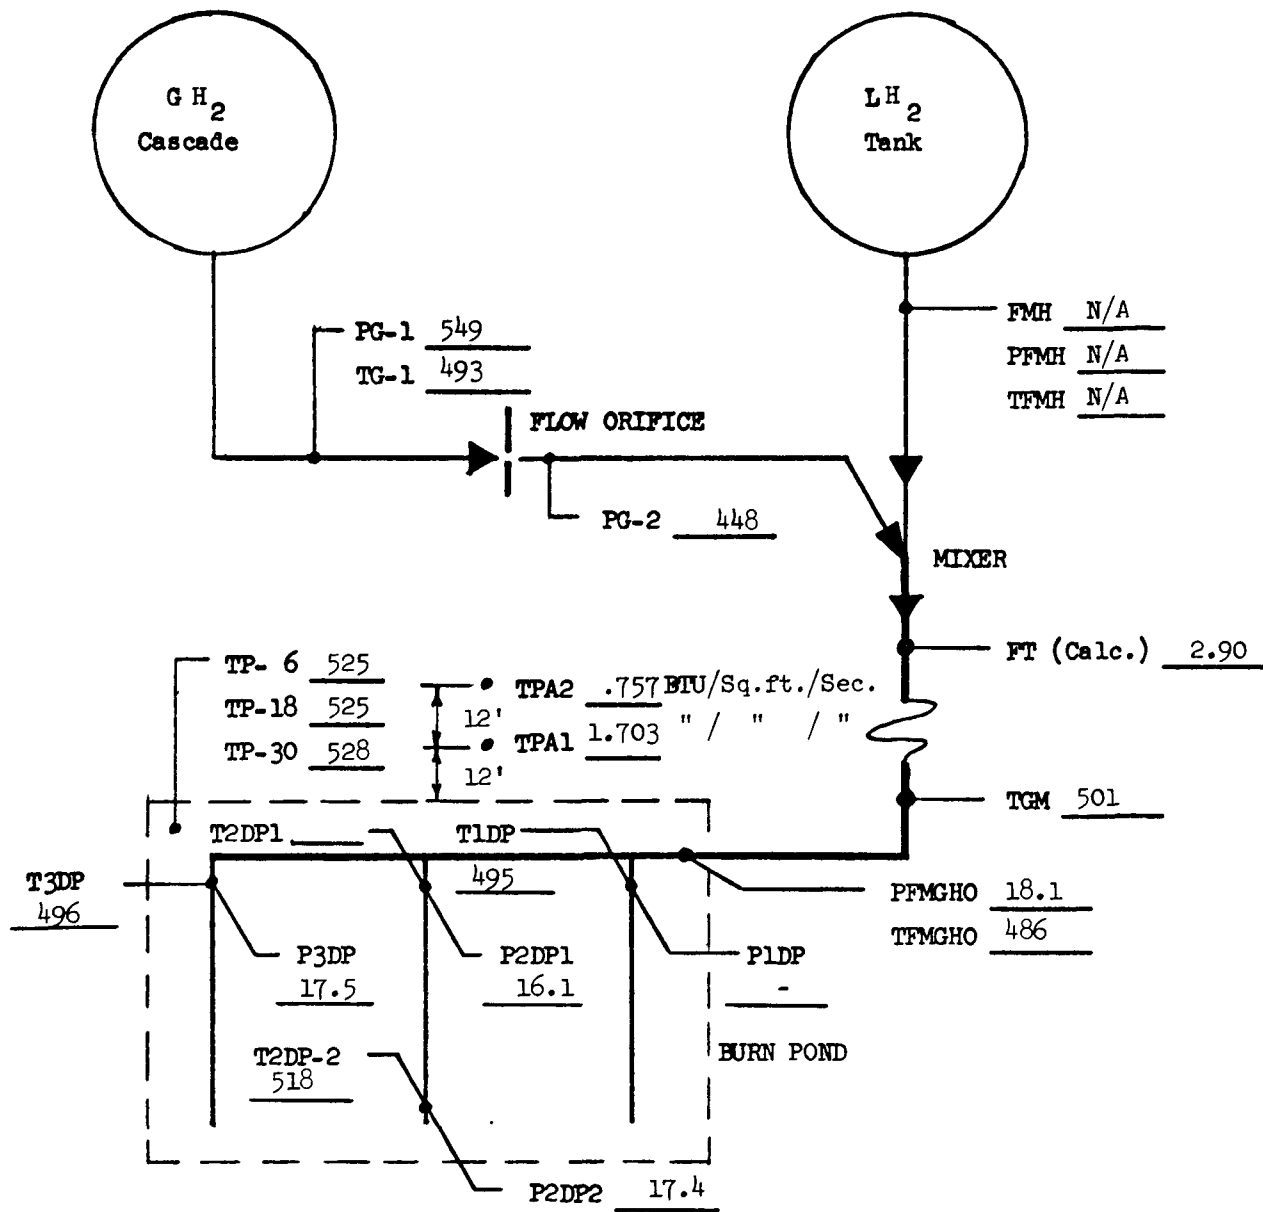 GH2
Cascade
LH2
Tank
PG-1 549
TG-1 493
FMH N/A
PFMH N/A
TFMH N/A
FLOW ORIFICE
PG-2 448
MIXER
FT (Calc.) 2.90
TP- 6 525
TP-18 525
TP-30 528
TPA2 .757 BTU/Sq.ft./Sec.
12'
TPA1 1.703 " / " / "
12'
TGM 501
T2DP1
T1DP
495
T3DP
496
PFMGHO 18.1
TFMGHO 486
P3DP
17.5
P2DP1
16.1
P1DP
-
T2DP-2
518
BURN POND
P2DP2 17.4